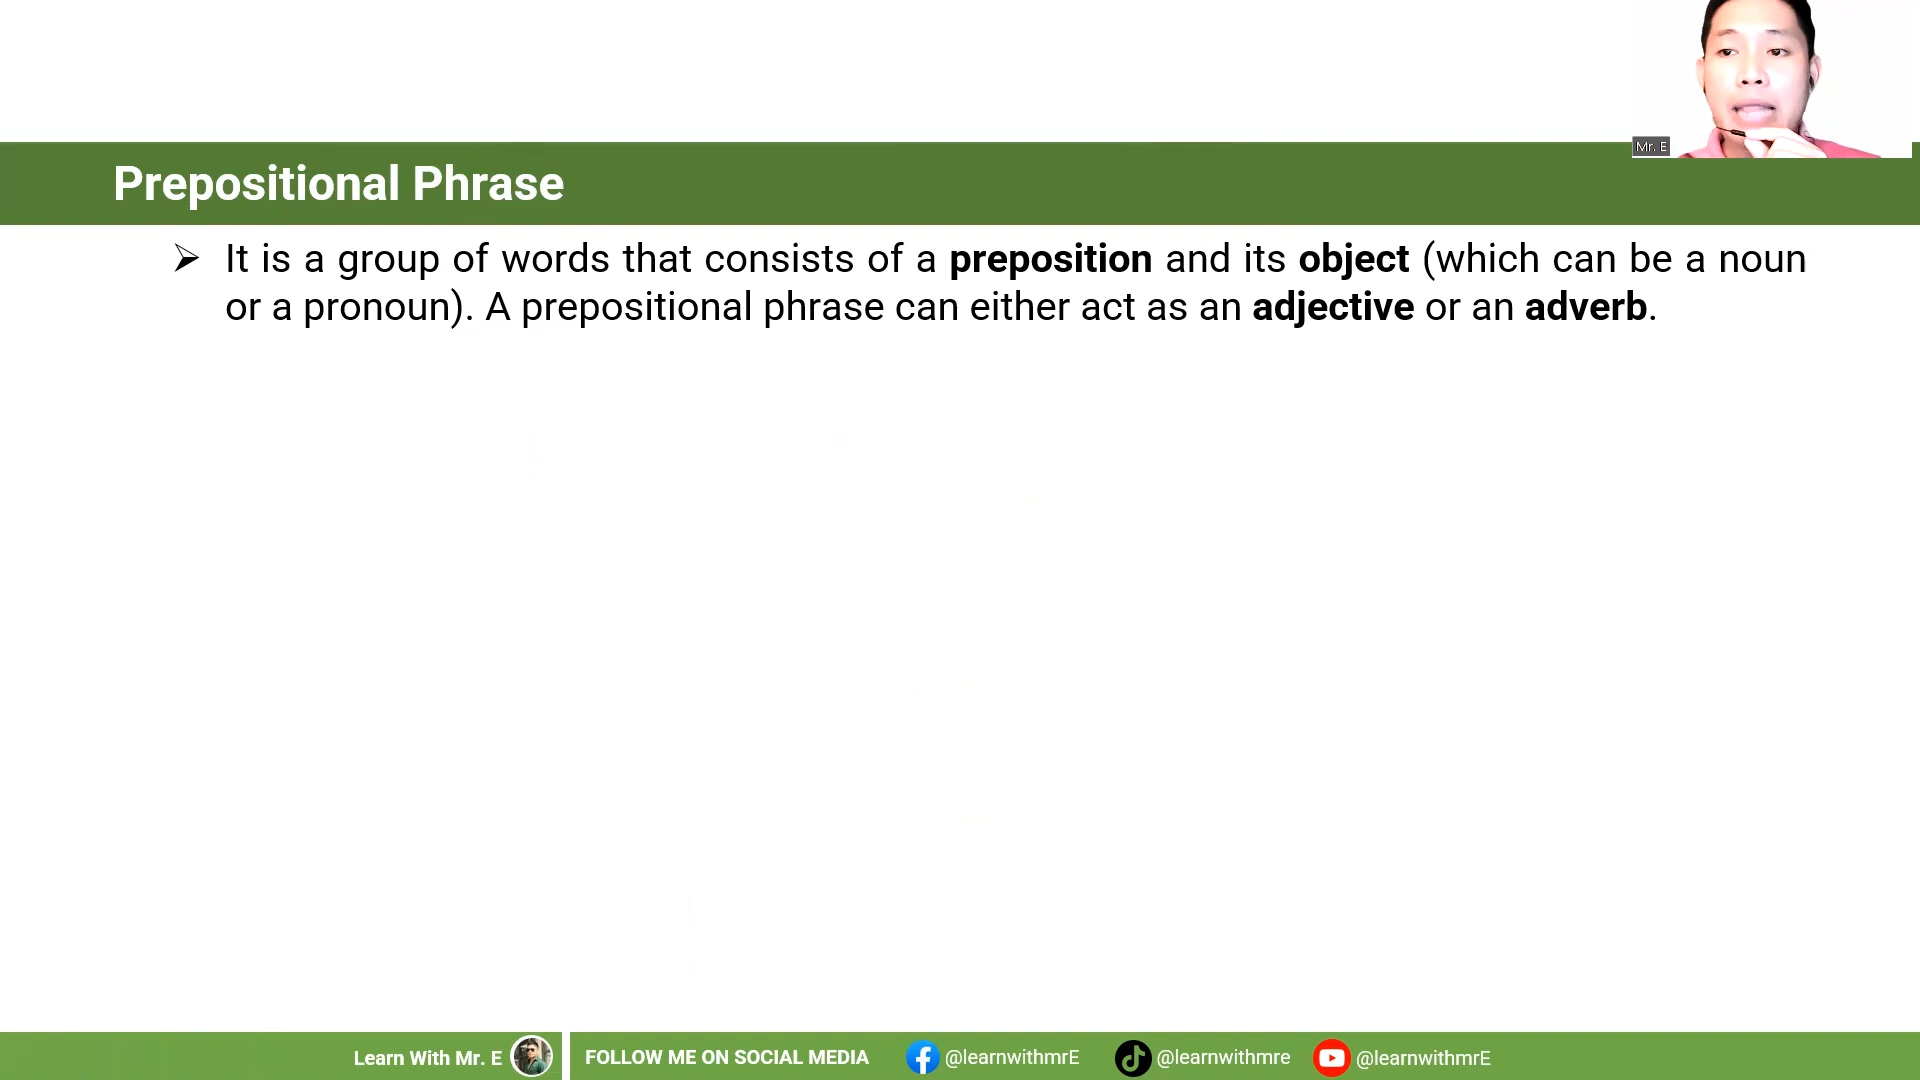 Mr. E
Prepositional Phrase
➢ It is a group of words that consists of a preposition and its object (which can be a noun
or a pronoun). A prepositional phrase can either act as an adjective or an adverb.
Learn With Mr. E FOLLOW ME ON SOCIAL MEDIA @learnwithmrE @learnwithmre @learnwithmrE